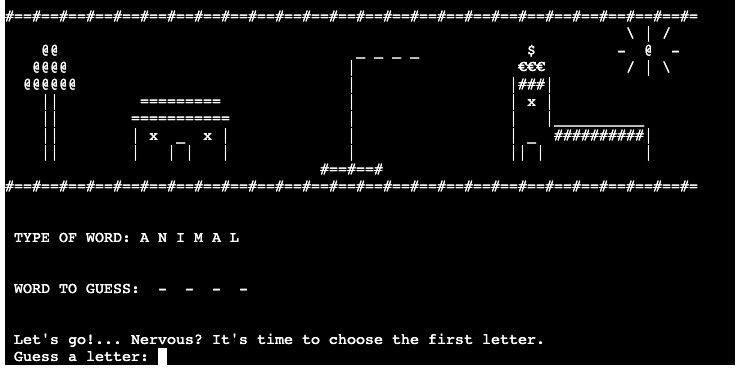 TYPE OF WORD: A N I M A L
WORD TO GUESS: - - - -
Let's go!... Nervous? It's time to choose the first letter.
Guess a letter: